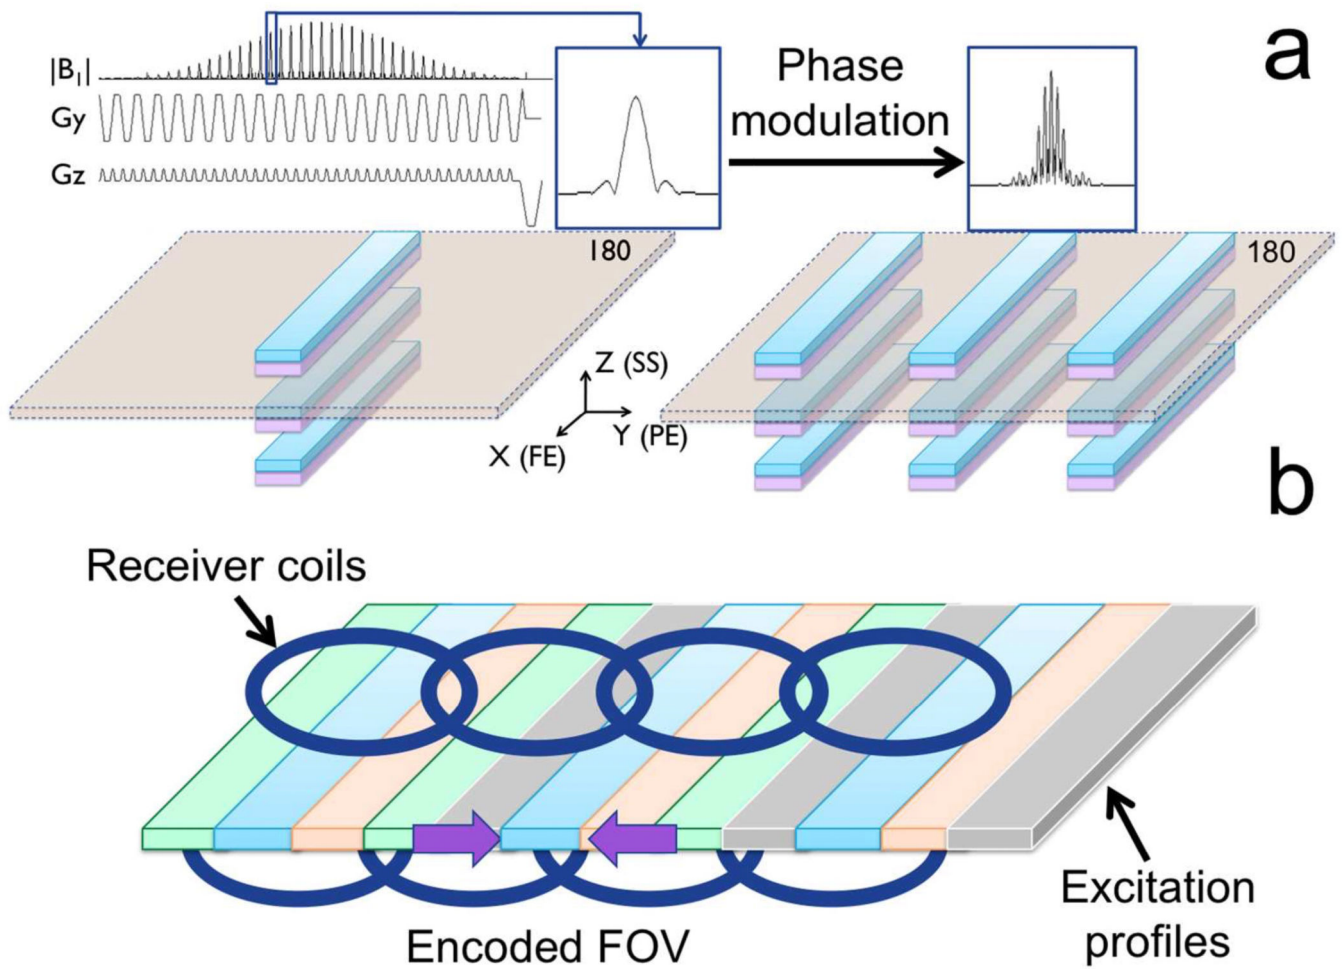 a
|B₁|
Gy
Gz
Phase
modulation
180
180
Z (SS)
Y (PE)
X (FE)
b
Receiver coils
Excitation
profiles
Encoded FOV